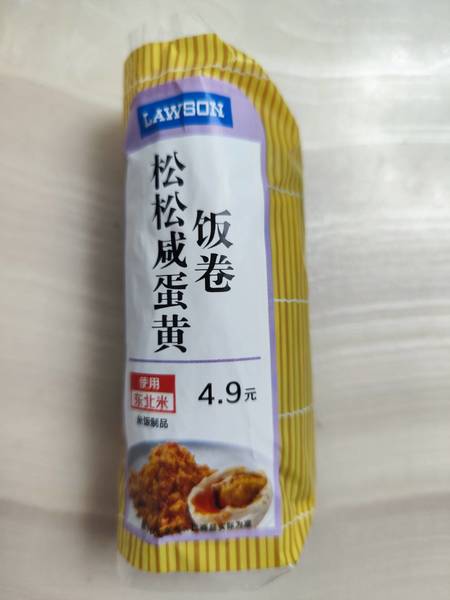 LAWSON
松松咸蛋黄
饭卷
使用
东北米
米饭制品
4.9元